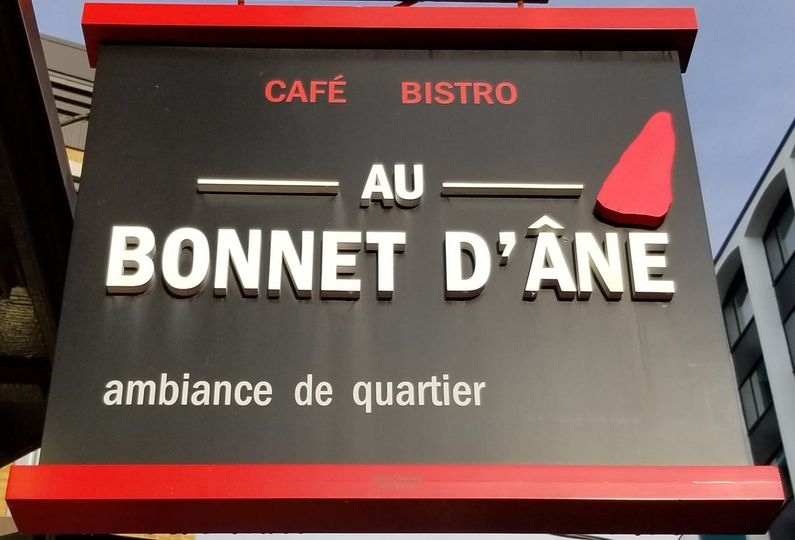 CAFÉ BISTRO
AU
BONNET D'ÂNE
ambiance de quartier